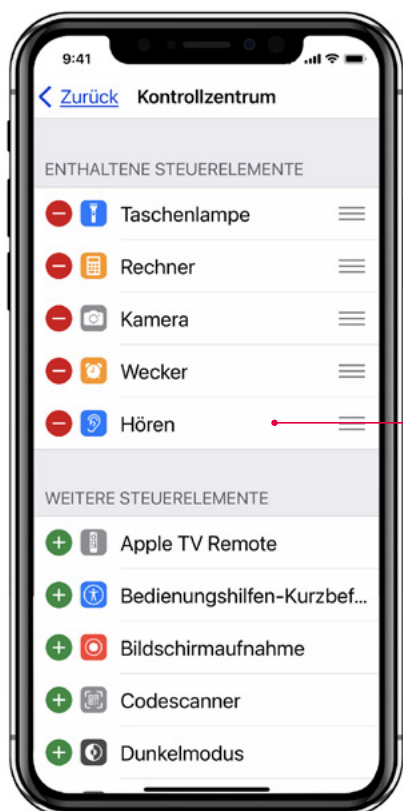 9:41
Zurück Kontrollzentrum
ENTHALTENE STEUERELEMENTE
Taschenlampe
Rechner
Kamera
Wecker
Hören
WEITERE STEUERELEMENTE
Apple TV Remote
Bedienungshilfen-Kurzbef...
Bildschirmaufnahme
Codescanner
Dunkelmodus